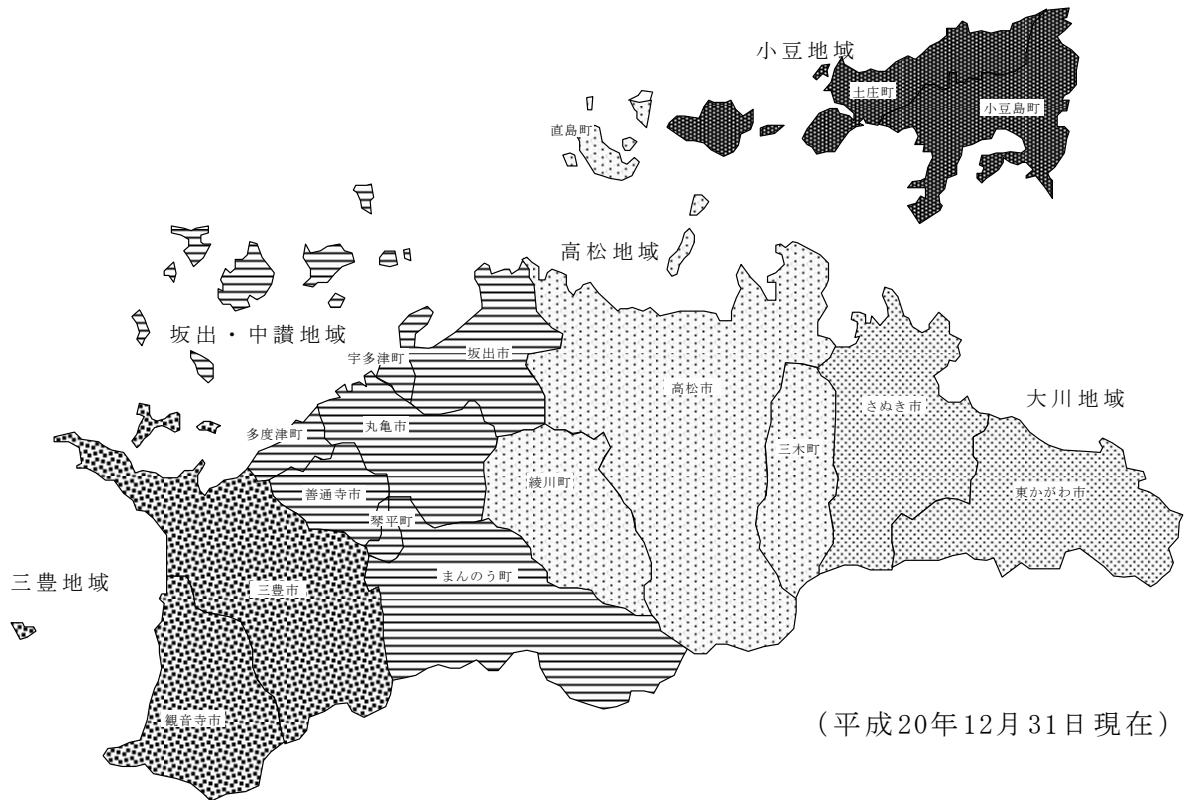 小豆地域
土庄町
小豆島町
直島町
高松地域
坂出・中讃地域
宇多津町
坂出市
高松市
大川地域
さぬき市
多度津町
丸亀市
三木町
善通寺市
綾川町
東かがわ市
琴平町
まんのう町
三豊地域
三豊市
観音寺市
(平成20年12月31日現在)